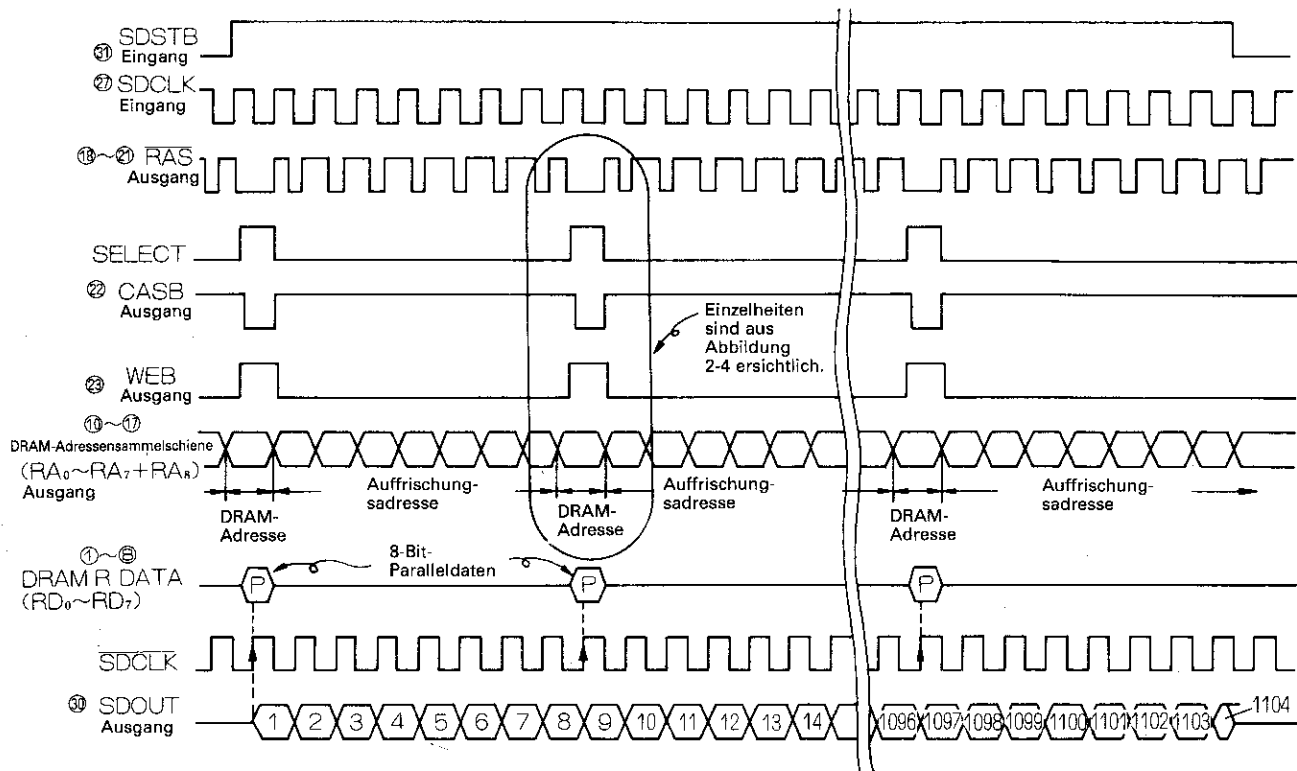 ㉛ SDSTB
Eingang
㉗ SDCLK
Eingang
⑱～㉑ R̅A̅S̅
Ausgang
SELECT
㉒ CASB
Ausgang
Einzelheiten
sind aus
Abbildung
2-4 ersichtlich.
㉓ WEB
Ausgang
⑩～⑰
DRAM-Adressensammelschiene
(RA₀～RA₇+RA₈)
Ausgang
Auffrischung-
sadresse
Auffrischung-
sadresse
Auffrischung-
sadresse
DRAM-
Adresse
DRAM-
Adresse
DRAM-
Adresse
①～⑧
DRAM R DATA
(RD₀～RD₇)
8-Bit-
Paralleldaten
P P P
S̅D̅C̅L̅K̅
㉚ SDOUT
Ausgang
1 2 3 4 5 6 7 8 9 10 11 12 13 14 1096 1097 1098 1099 1100 1101 1102 1103 1104